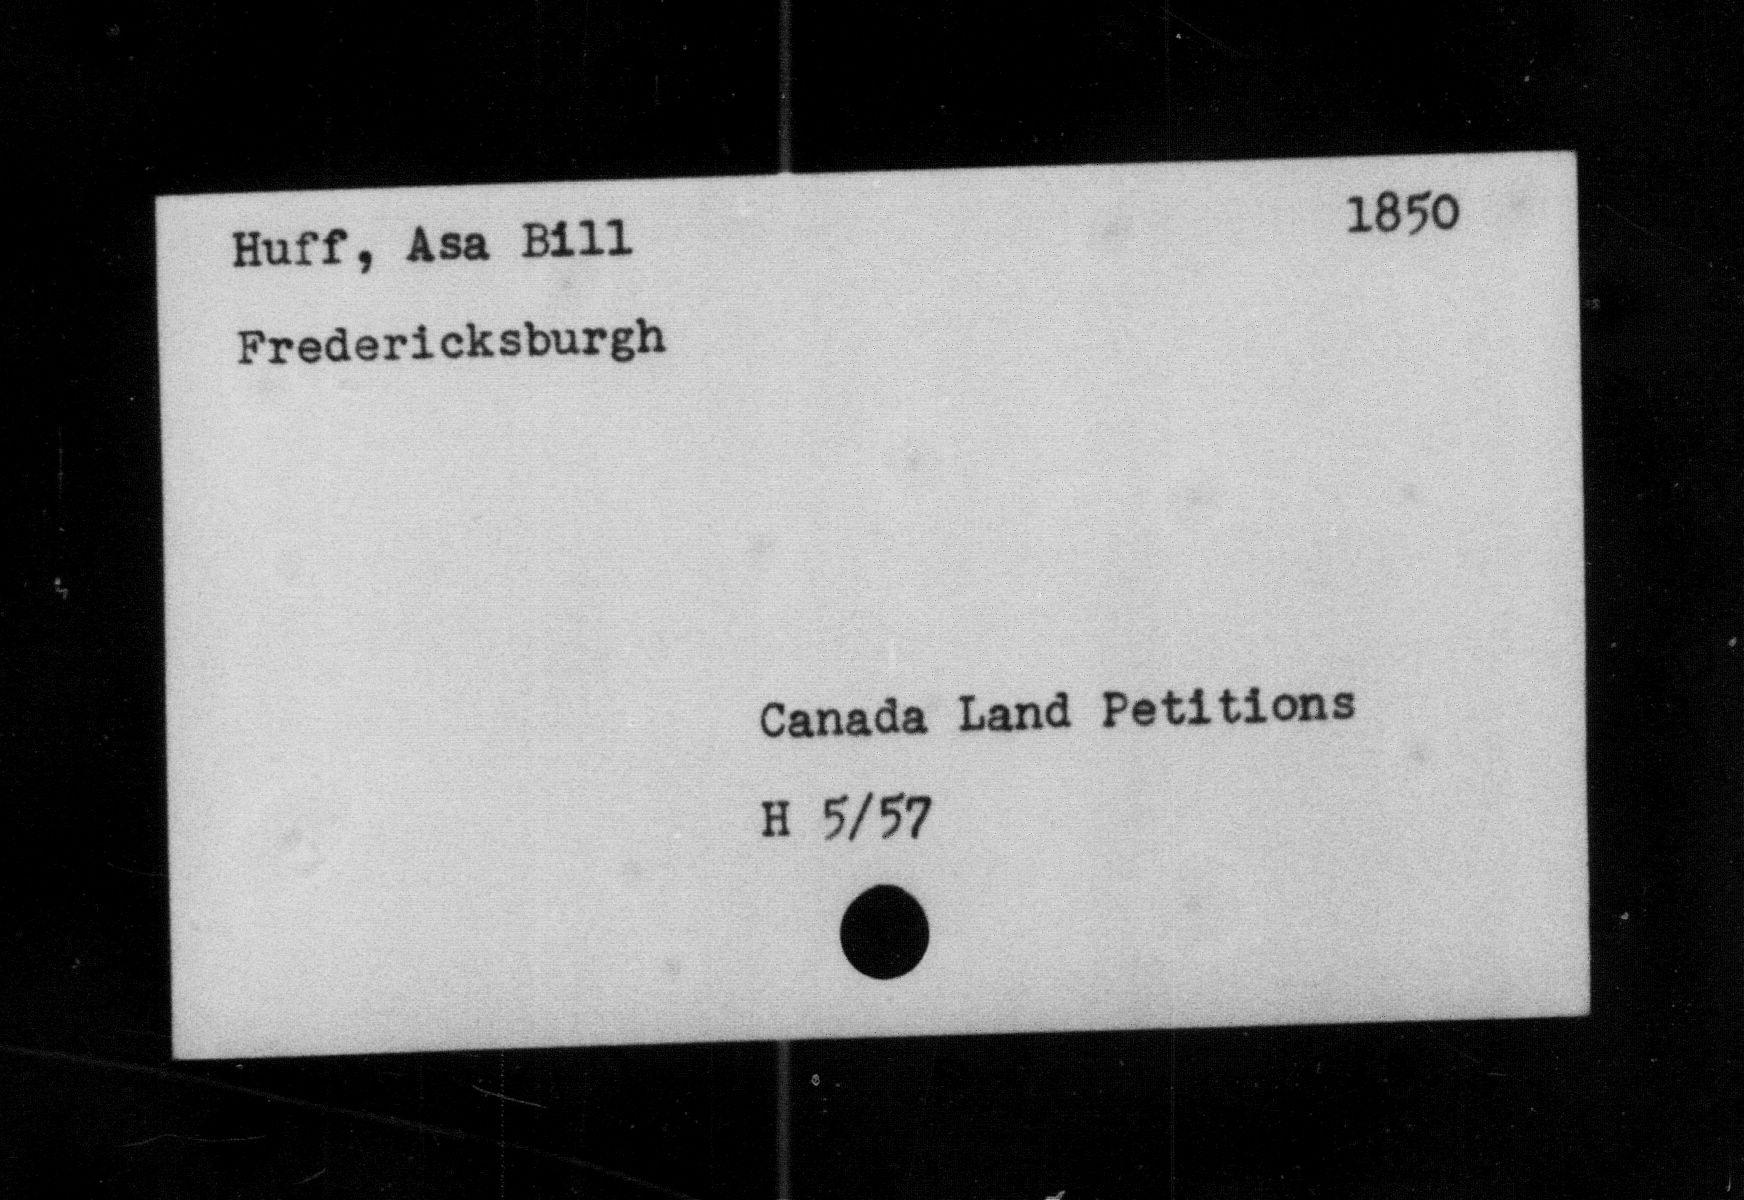 Huff, Asa Bill 1850
Fredericksburgh
Canada Land Petitions
H 5/57